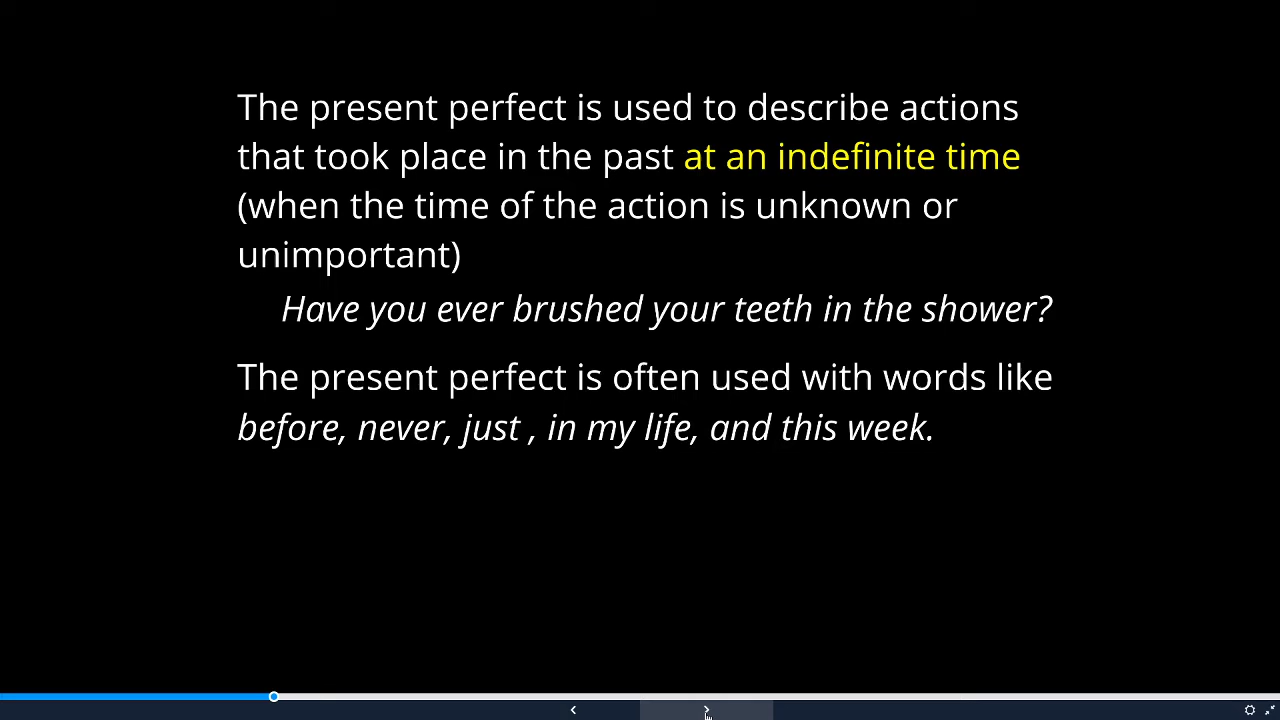 The present perfect is used to describe actions
that took place in the past at an indefinite time
(when the time of the action is unknown or
unimportant)
Have you ever brushed your teeth in the shower?
The present perfect is often used with words like
before, never, just , in my life, and this week.